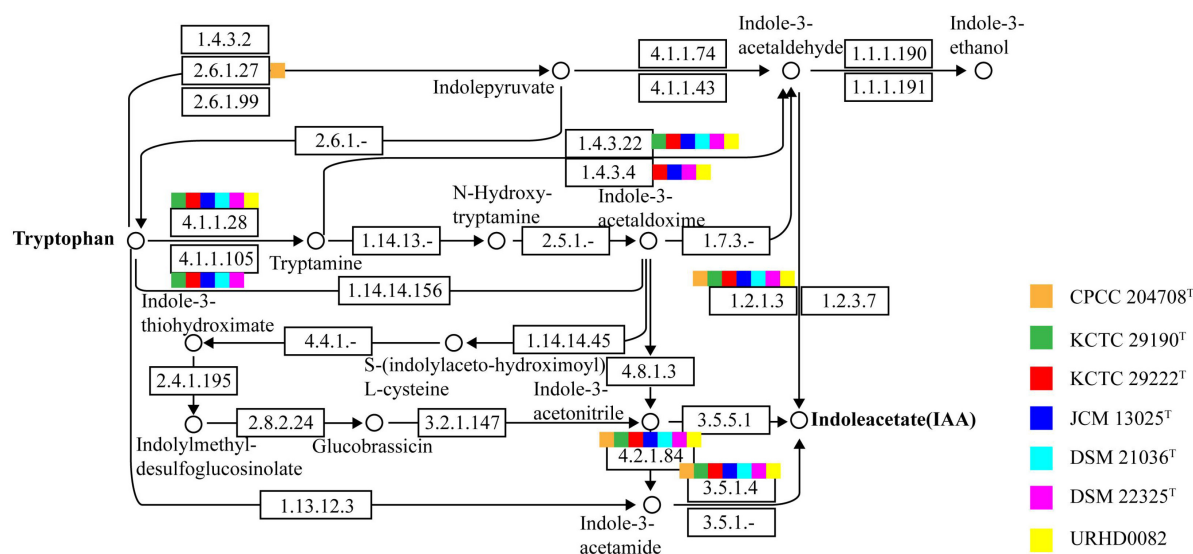 1.4.3.2
2.6.1.27
2.6.1.99
Indolepyruvate
4.1.1.74
4.1.1.43
Indole-3-
acetaldehyde
1.1.1.190
1.1.1.191
Indole-3-
ethanol
2.6.1.-
1.4.3.22
1.4.3.4
4.1.1.28
N-Hydroxy-
tryptamine
Indole-3-
acetaldoxime
Tryptophan
4.1.1.105
Tryptamine
1.14.13.-
2.5.1.-
1.7.3.-
1.14.14.156
1.2.1.3
1.2.3.7
Indole-3-
thiohydroximate
4.4.1.-
1.14.14.45
S-(indolylaceto-hydroximoyl)
L-cysteine
2.4.1.195
4.8.1.3
Indole-3-
acetonitrile
2.8.2.24
3.2.1.147
3.5.5.1
Indoleacetate(IAA)
Indolylmethyl-
desulfoglucosinolate
Glucobrassicin
4.2.1.84
3.5.1.4
1.13.12.3
3.5.1.-
Indole-3-
acetamide
CPCC 204708ᵀ
KCTC 29190ᵀ
KCTC 29222ᵀ
JCM 13025ᵀ
DSM 21036ᵀ
DSM 22325ᵀ
URHD0082